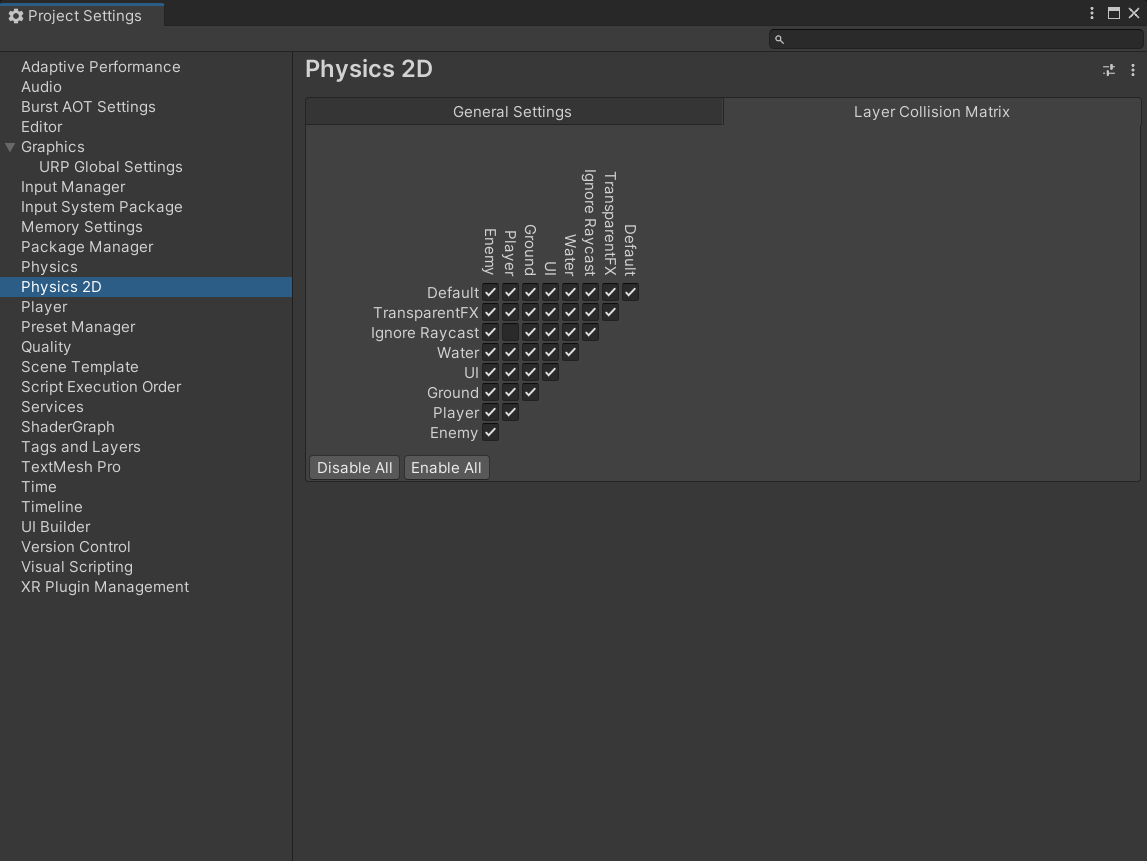 Project Settings
Adaptive Performance
Audio
Burst AOT Settings
Editor
Graphics
URP Global Settings
Input Manager
Input System Package
Memory Settings
Package Manager
Physics
Physics 2D
Player
Preset Manager
Quality
Scene Template
Script Execution Order
Services
ShaderGraph
Tags and Layers
TextMesh Pro
Time
Timeline
UI Builder
Version Control
Visual Scripting
XR Plugin Management
Physics 2D
General Settings
Layer Collision Matrix
Enemy
Player
Ground
UI
Water
Ignore Raycast
TransparentFX
Default
Default
TransparentFX
Ignore Raycast
Water
UI
Ground
Player
Enemy
Disable All
Enable All